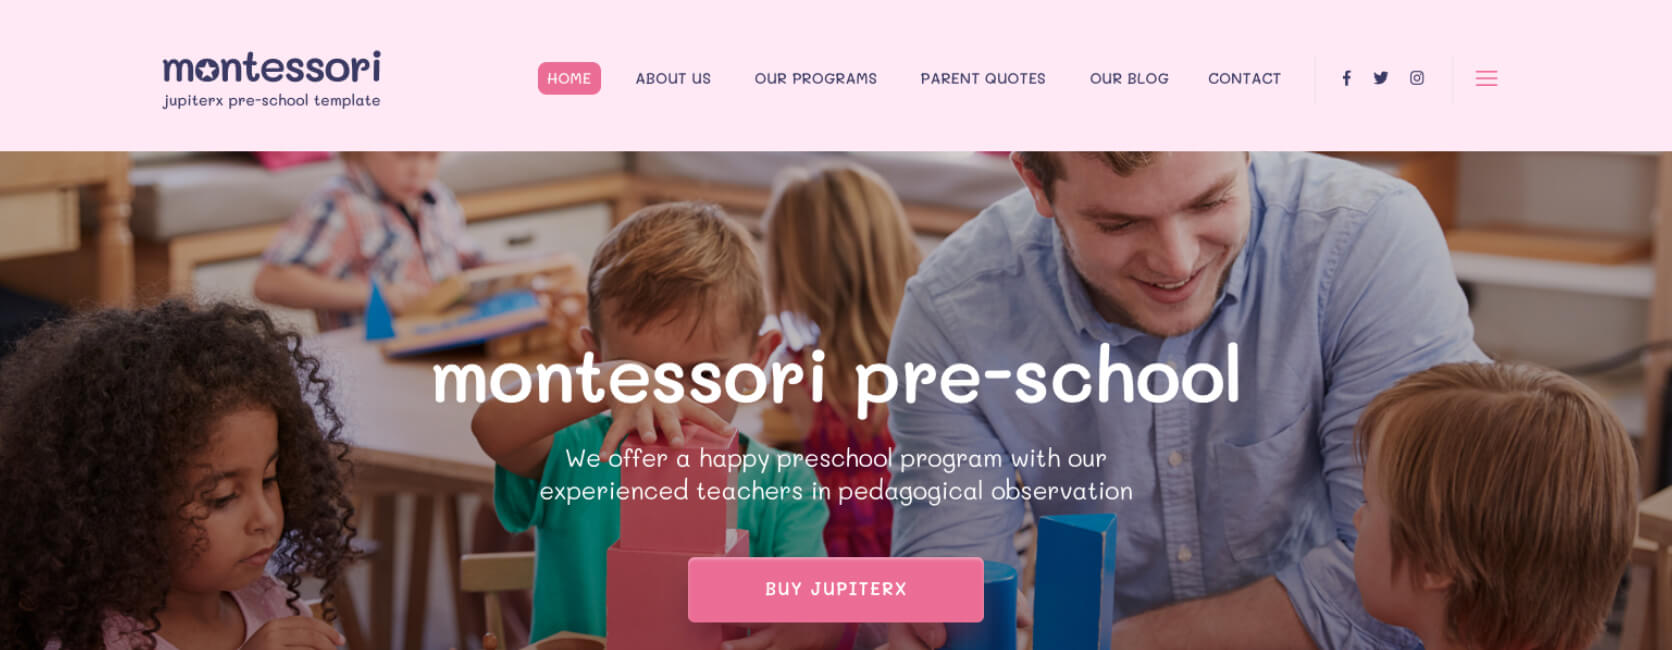 montessori
jupiterx pre-school template
HOME
ABOUT US
OUR PROGRAMS
PARENT QUOTES
OUR BLOG
CONTACT
montessori pre-school
We offer a happy preschool program with our
experienced teachers in pedagogical observation
BUY JUPITERX